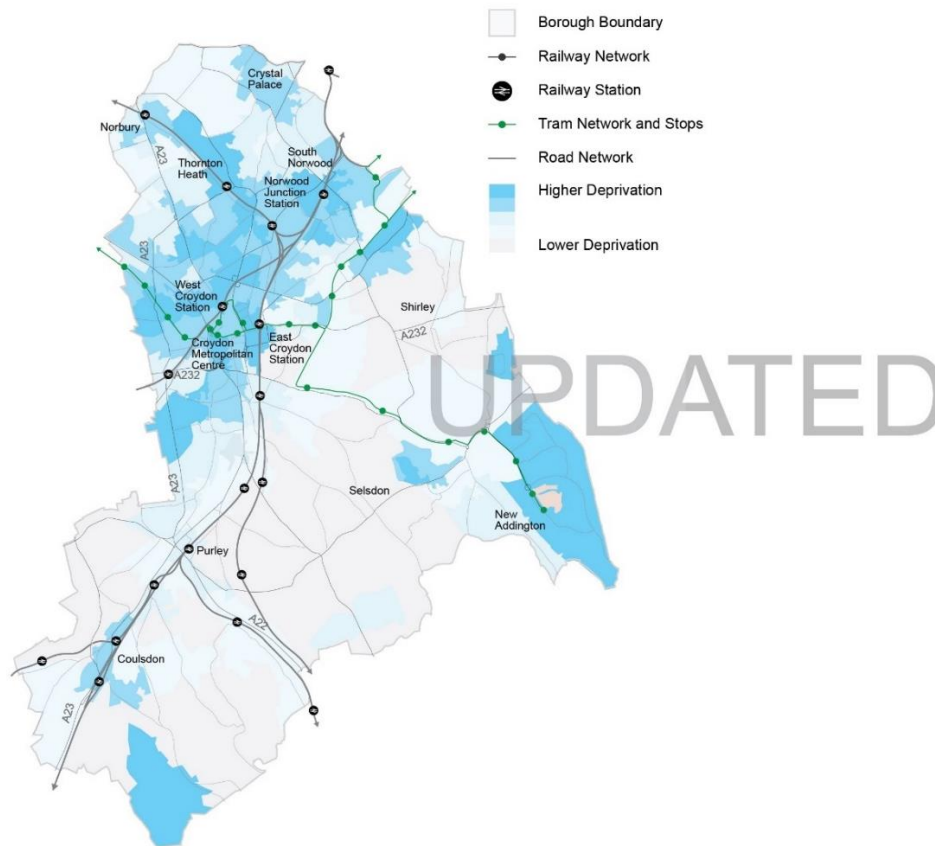 Borough Boundary
Railway Network
Railway Station
Tram Network and Stops
Road Network
Higher Deprivation
Lower Deprivation
Crystal
Palace
Norbury
A23
Thornton
Heath
South
Norwood
Norwood
Junction
Station
A23
West
Croydon
Station
Shirley
A232
Croydon
Metropolitan
Centre
East
Croydon
Station
A232
UPDATED
A23
Selsdon
New
Addington
Purley
A22
Coulsdon
A23